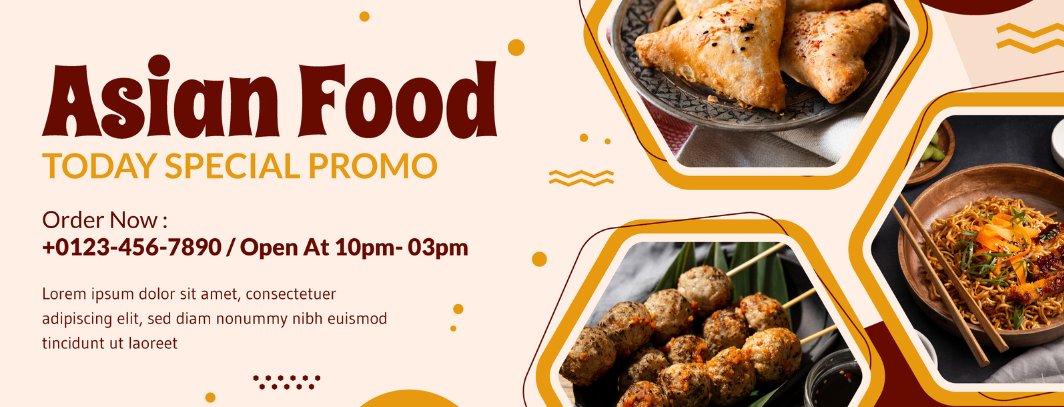 Asian Food
TODAY SPECIAL PROMO
Order Now :
+0123-456-7890 / Open At 10pm- 03pm
Lorem ipsum dolor sit amet, consectetuer
adipiscing elit, sed diam nonummy nibh euismod
tincidunt ut laoreet